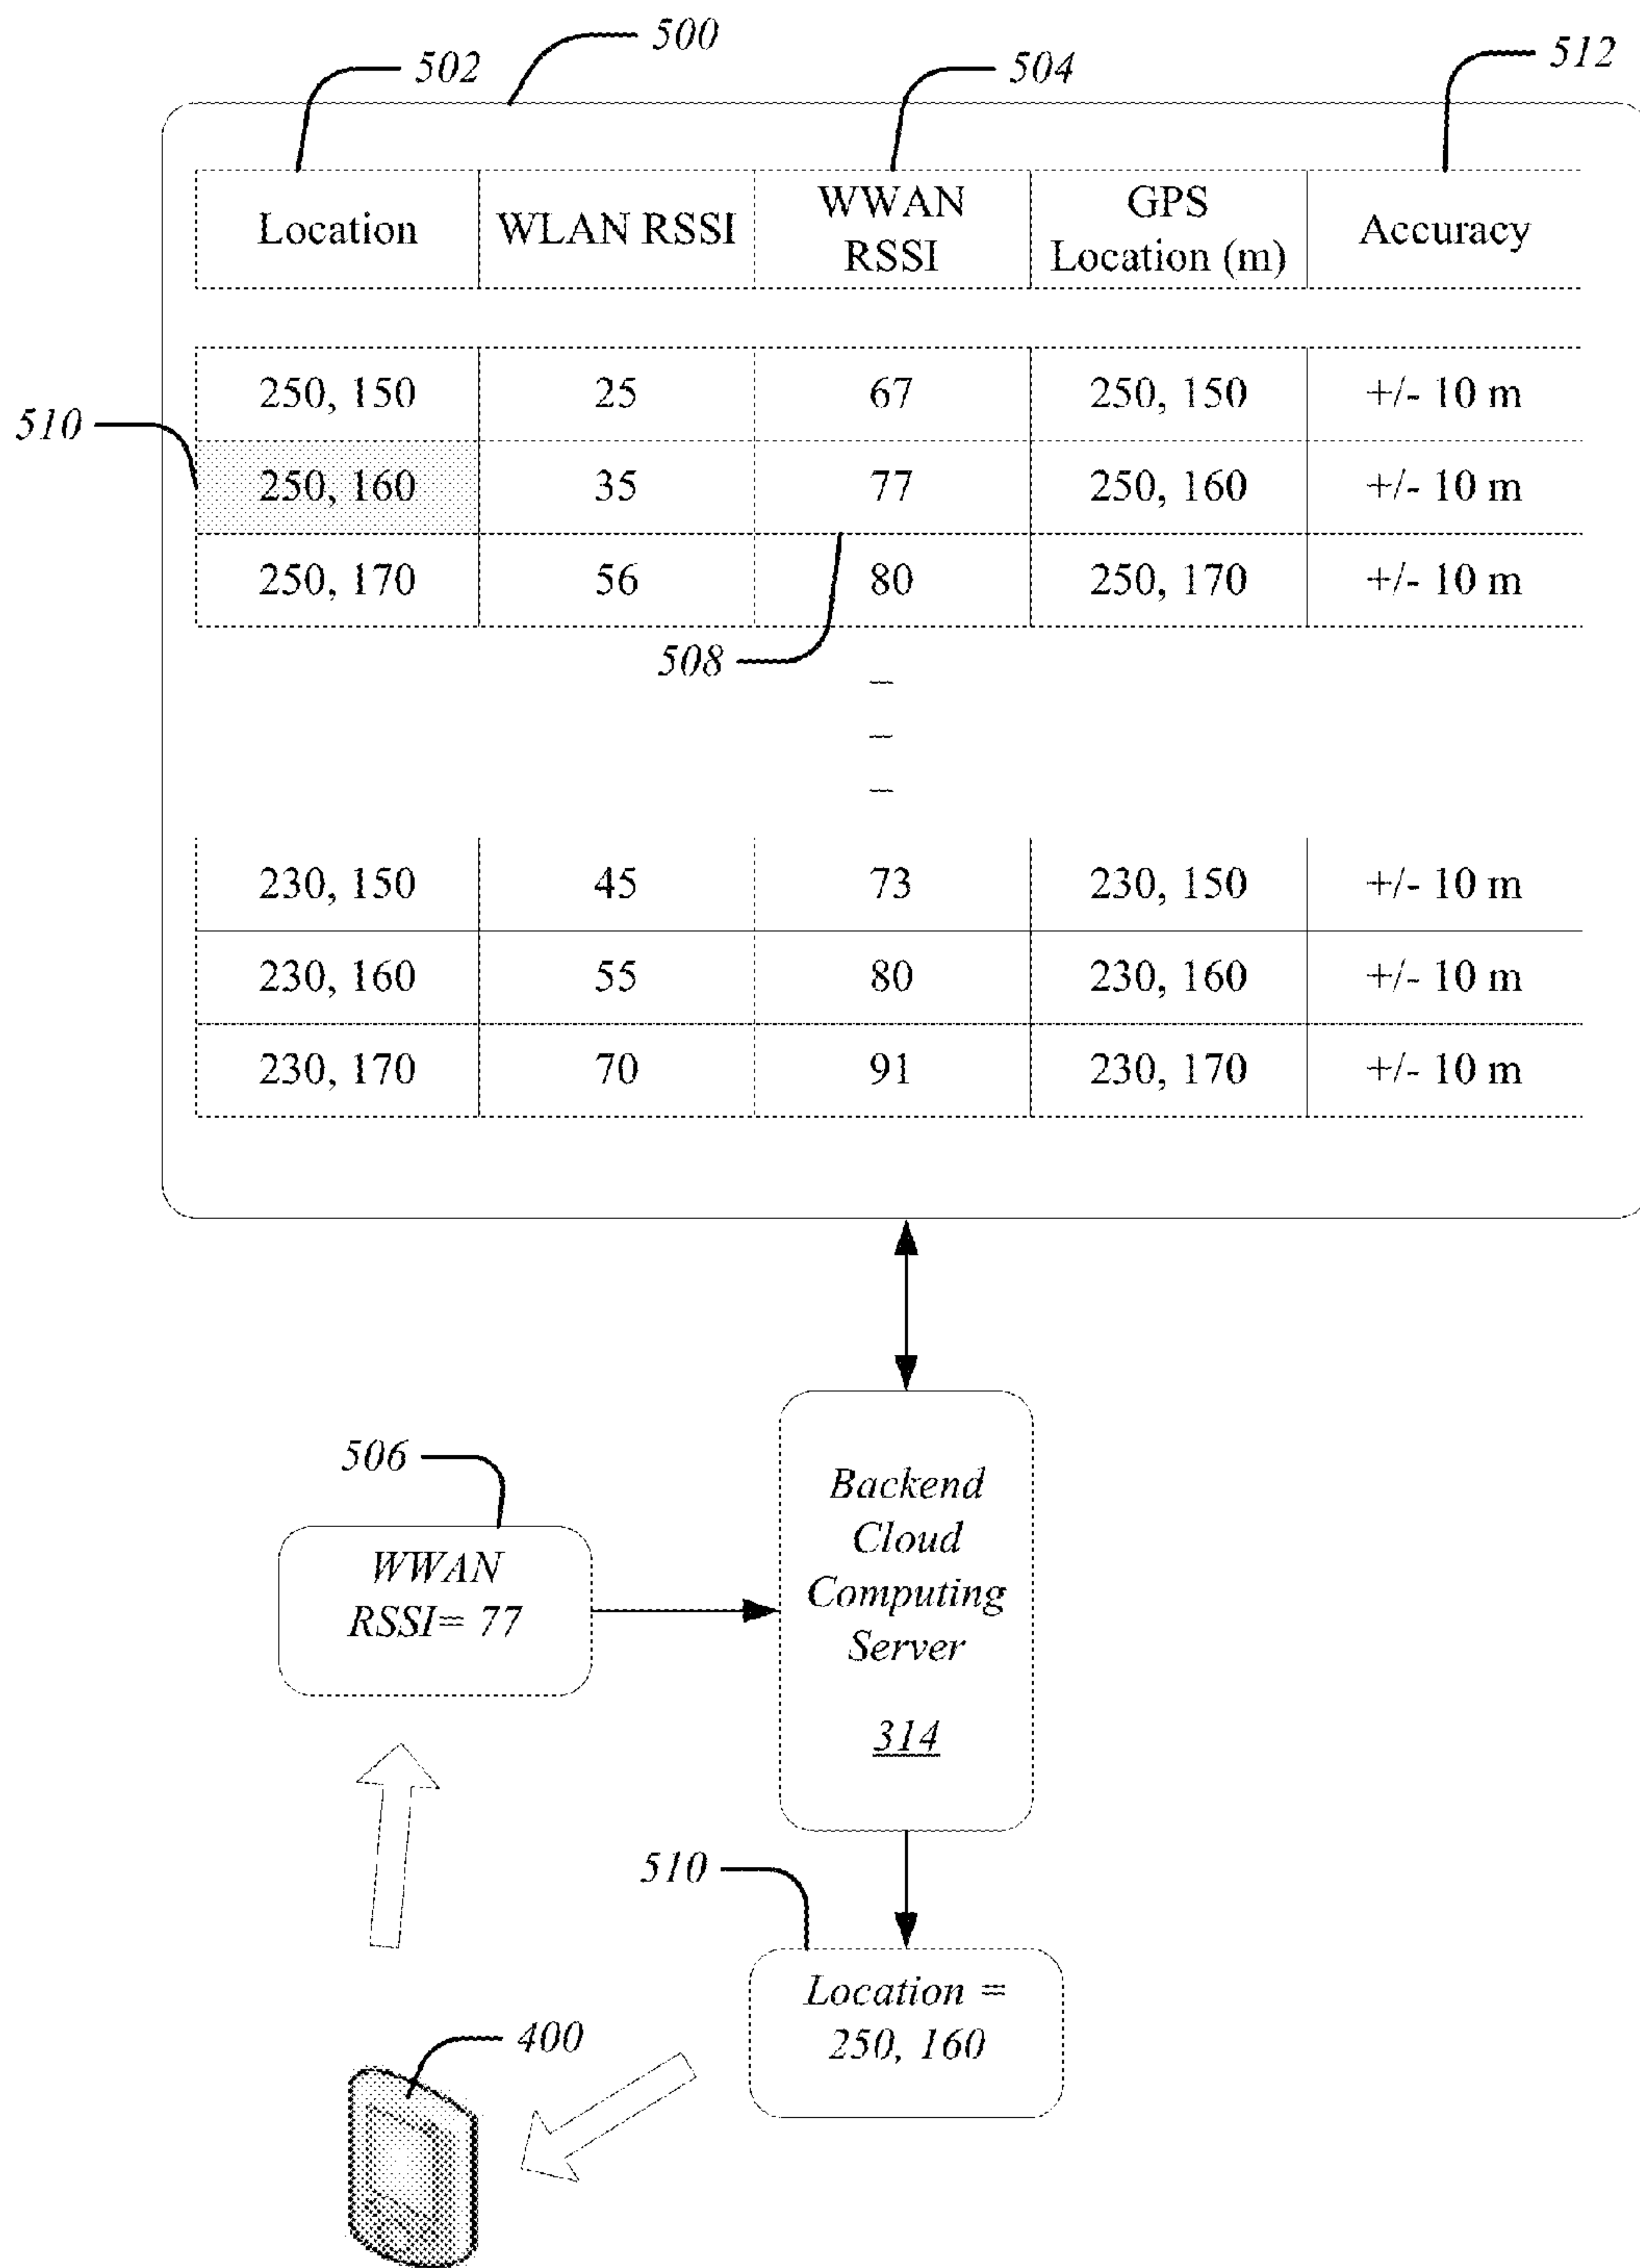 500
502
504
512
Location WLAN RSSI WWAN RSSI GPS Location (m) Accuracy
250, 150 25 67 250, 150 +/- 10 m
510
250, 160 35 77 250, 160 +/- 10 m
250, 170 56 80 250, 170 +/- 10 m
508
230, 150 45 73 230, 150 +/- 10 m
230, 160 55 80 230, 160 +/- 10 m
230, 170 70 91 230, 170 +/- 10 m
506
WWAN
RSSI= 77
Backend
Cloud
Computing
Server
314
510
Location =
250, 160
400